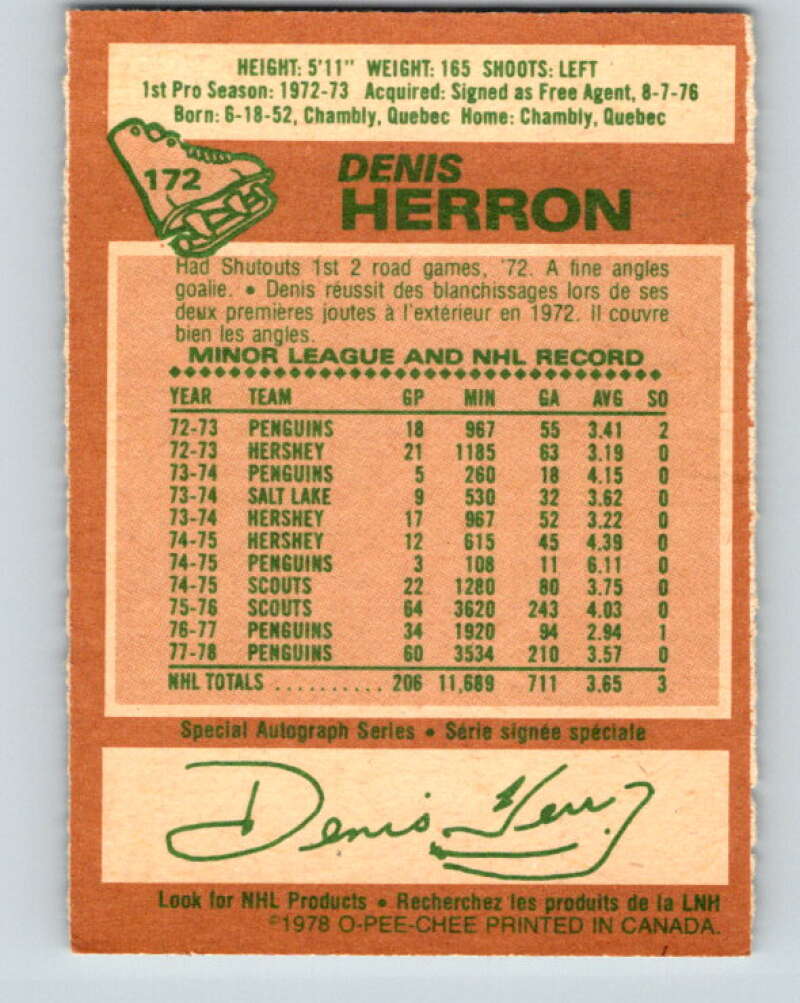 HEIGHT: 5'11" WEIGHT: 165 SHOOTS: LEFT
1st Pro Season: 1972-73 Acquired: Signed as Free Agent, 8-7-76
Born: 6-18-52, Chambly, Quebec Home: Chambly, Quebec
172
DENIS
HERRON
Had Shutouts 1st 2 road games, '72. A fine angles
goalie. • Denis réussit des blanchissages lors de ses
deux premières joutes à l'extérieur en 1972. Il couvre
bien les angles.
MINOR LEAGUE AND NHL RECORD
YEAR TEAM GP MIN GA AVG SO
72-73 PENGUINS 18 967 55 3.41 2
72-73 HERSHEY 21 1185 63 3.19 0
73-74 PENGUINS 5 260 18 4.15 0
73-74 SALT LAKE 9 530 32 3.62 0
73-74 HERSHEY 17 967 52 3.22 0
74-75 HERSHEY 12 615 45 4.39 0
74-75 PENGUINS 3 108 11 6.11 0
74-75 SCOUTS 22 1280 80 3.75 0
75-76 SCOUTS 64 3620 243 4.03 0
76-77 PENGUINS 34 1920 94 2.94 1
77-78 PENGUINS 60 3534 210 3.57 0
NHL TOTALS .......... 206 11,689 711 3.65 3
Special Autograph Series • Série signée spéciale
Denis Herron
Look for NHL Products • Recherchez les produits de la LNH
©1978 O-PEE-CHEE PRINTED IN CANADA.